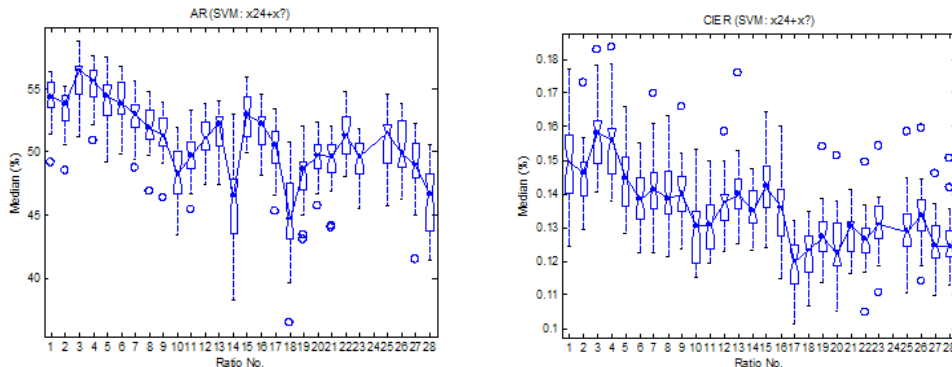 AR (SVM: x24+x?)
Median (%)
55
50
45
40
1 2 3 4 5 6 7 8 9 10 11 12 13 14 15 16 17 18 19 20 21 22 23 24 25 26 27 28
Ratio No.
CIER (SVM: x24+x?)
Median (%)
0.18
0.17
0.16
0.15
0.14
0.13
0.12
0.11
0.1
1 2 3 4 5 6 7 8 9 10 11 12 13 14 15 16 17 18 19 20 21 22 23 24 25 26 27 28
Ratio No.